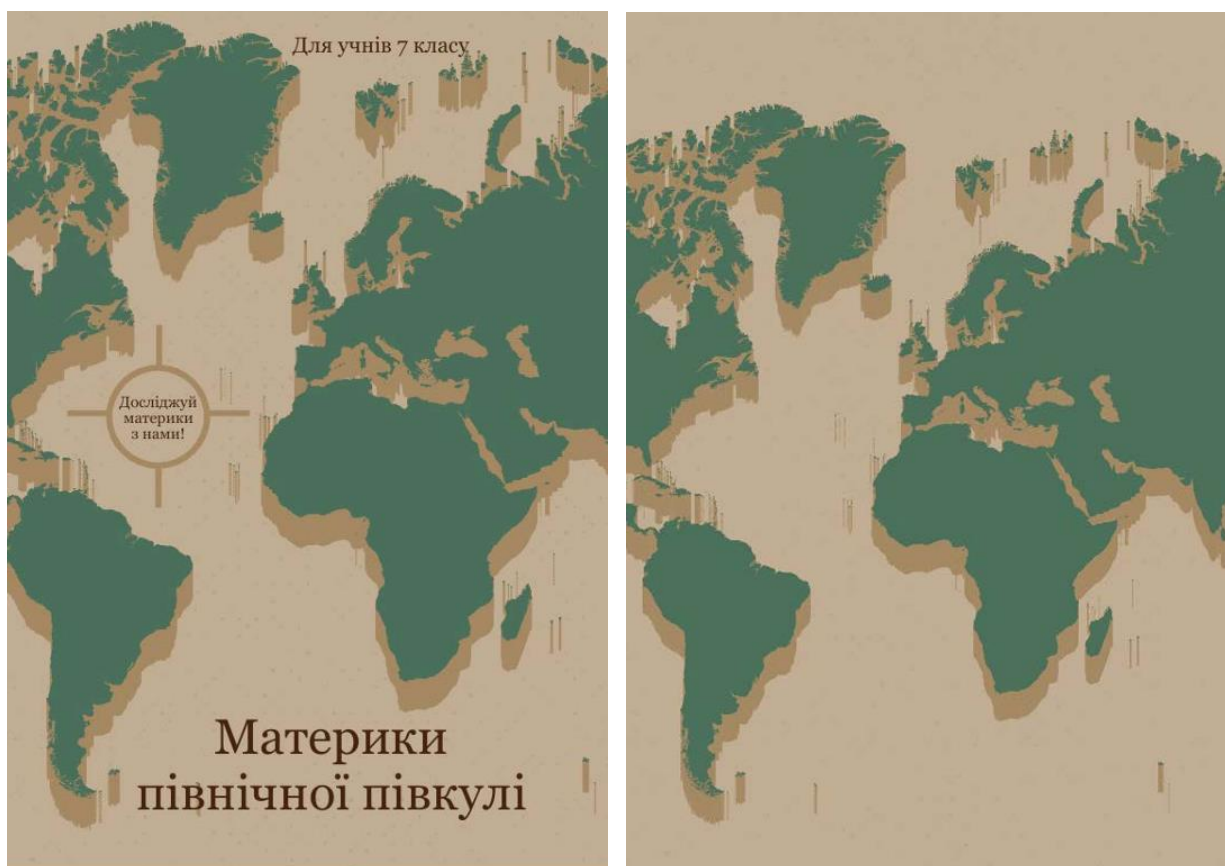 Для учнів 7 класу
Досліджуй
материки
з нами!
Материки
північної півкулі